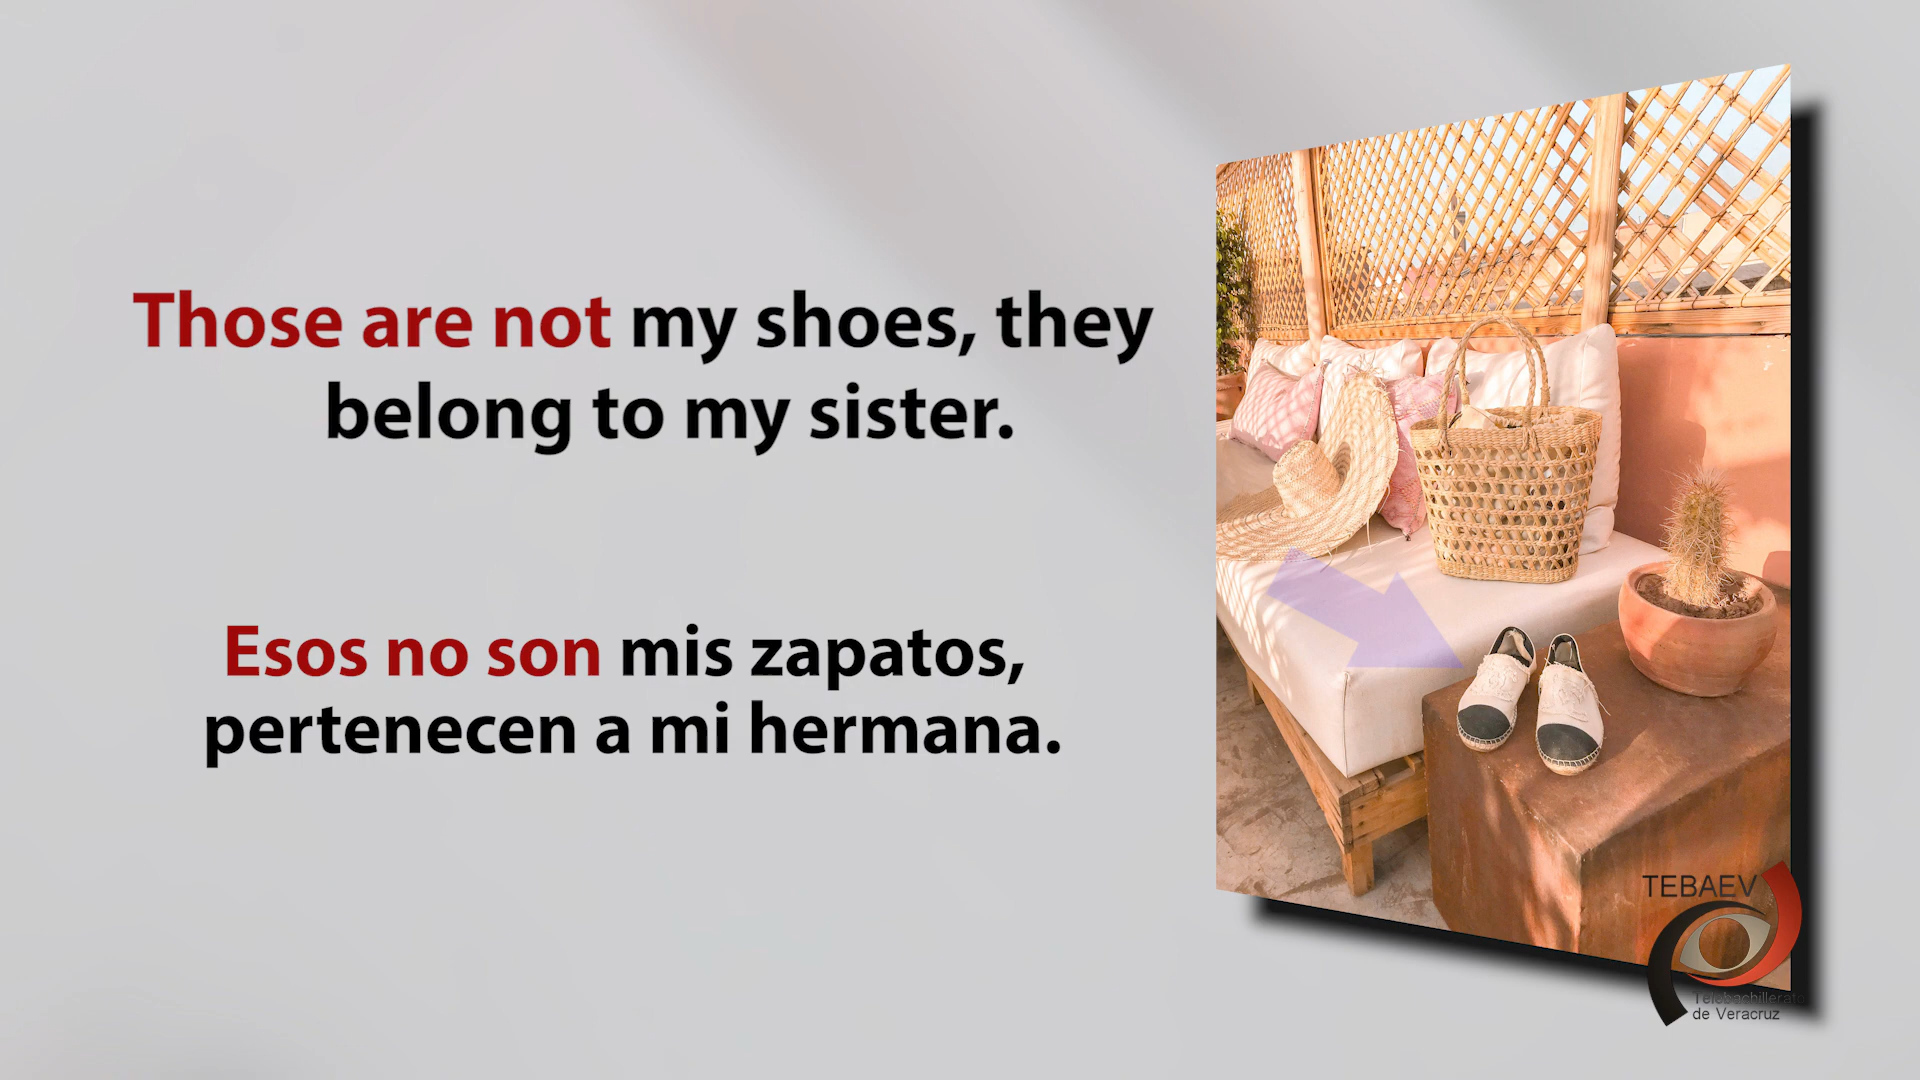 Those are not my shoes, they
belong to my sister.
Esos no son mis zapatos,
pertenecen a mi hermana.
TEBAEV
Telebachillerato
de Veracruz